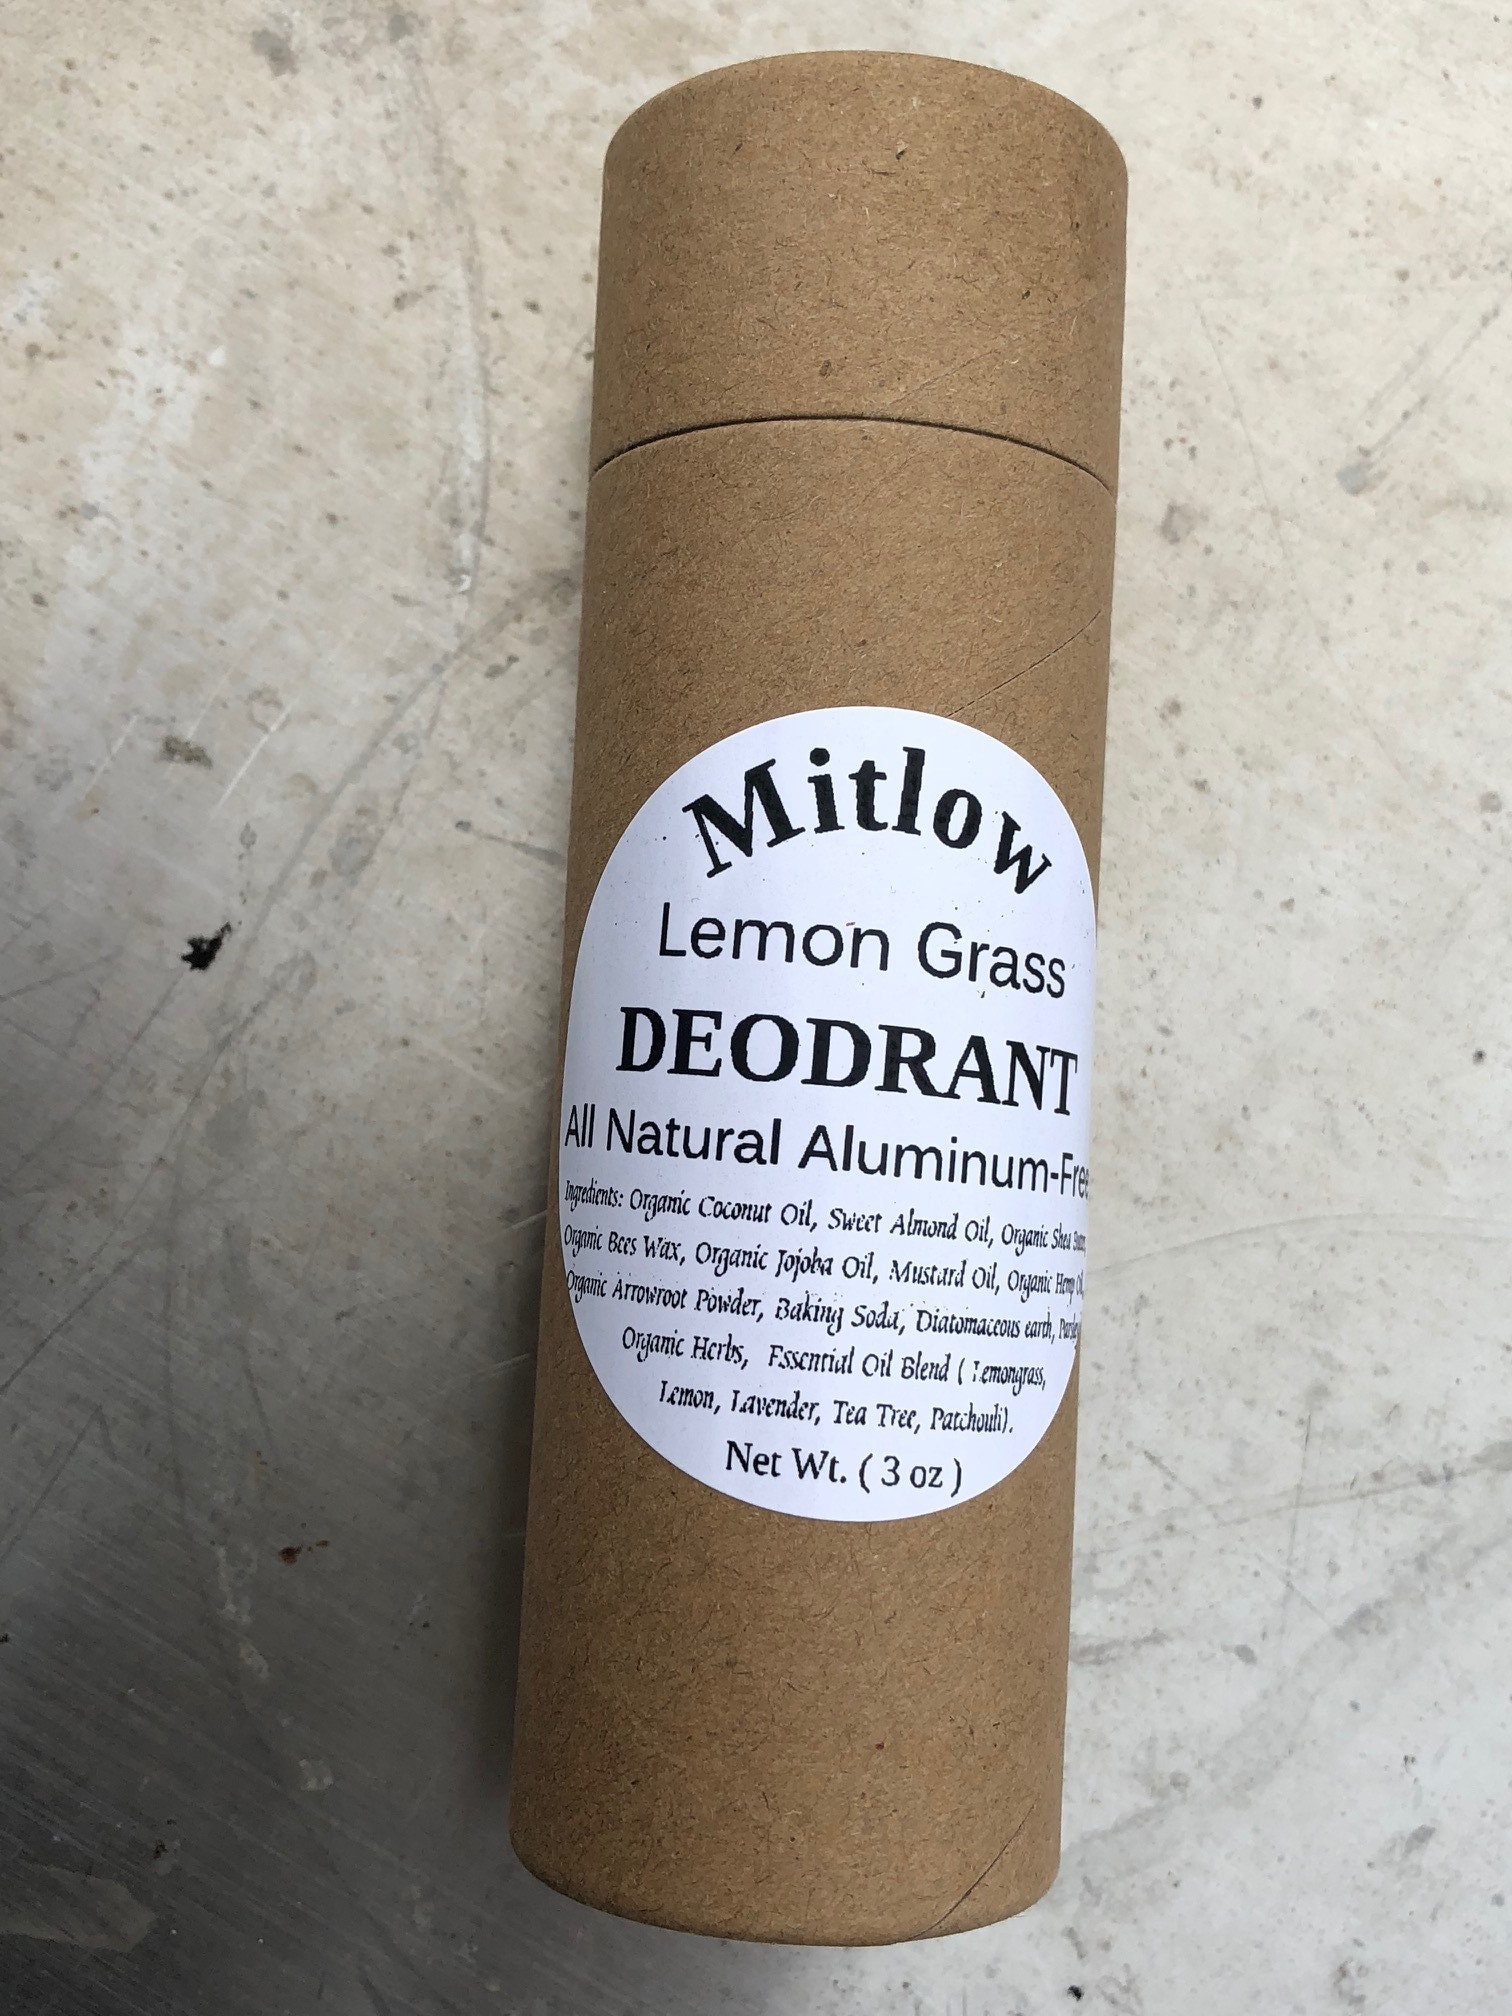 Mitlow
Lemon Grass
DEODRANT
All Natural Aluminum-Free
Ingredients: Organic Coconut Oil, Sweet Almond Oil, Organic Shea
Organic Bees Wax, Organic Jojoba Oil, Mustard Oil, Organic Hemp Oil,
Organic Arrowroot Powder, Baking Soda, Diatomaceous earth,
Organic Herbs, Essential Oil Blend ( Lemongrass,
Lemon, Lavender, Tea Tree, Patchouli).
Net Wt. ( 3 oz )